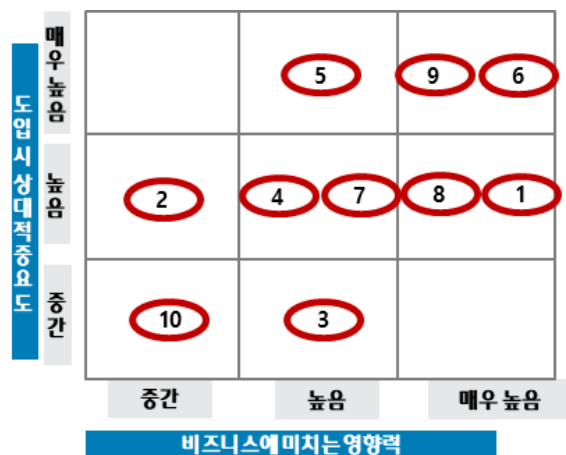 도입시 상대적중요도
매우높음
높음
중간
5
9
6
2
4
7
8
1
10
3
중간
높음
매우 높음
비즈니스에 미치는 영향력